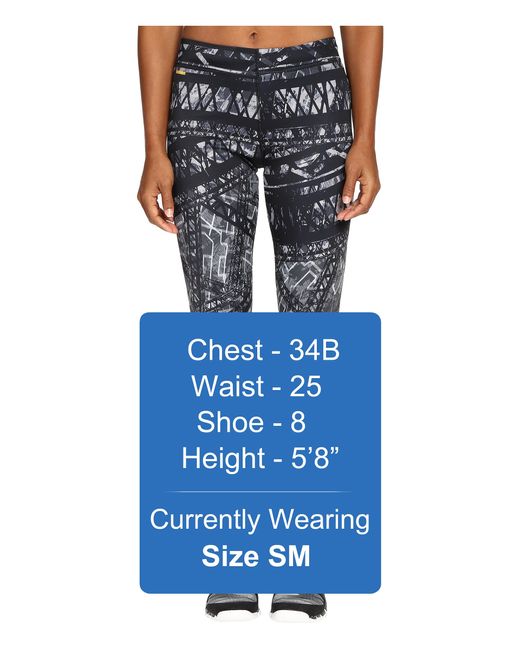 Chest - 34B
Waist - 25
Shoe - 8
Height - 5’8”
Currently Wearing
Size SM